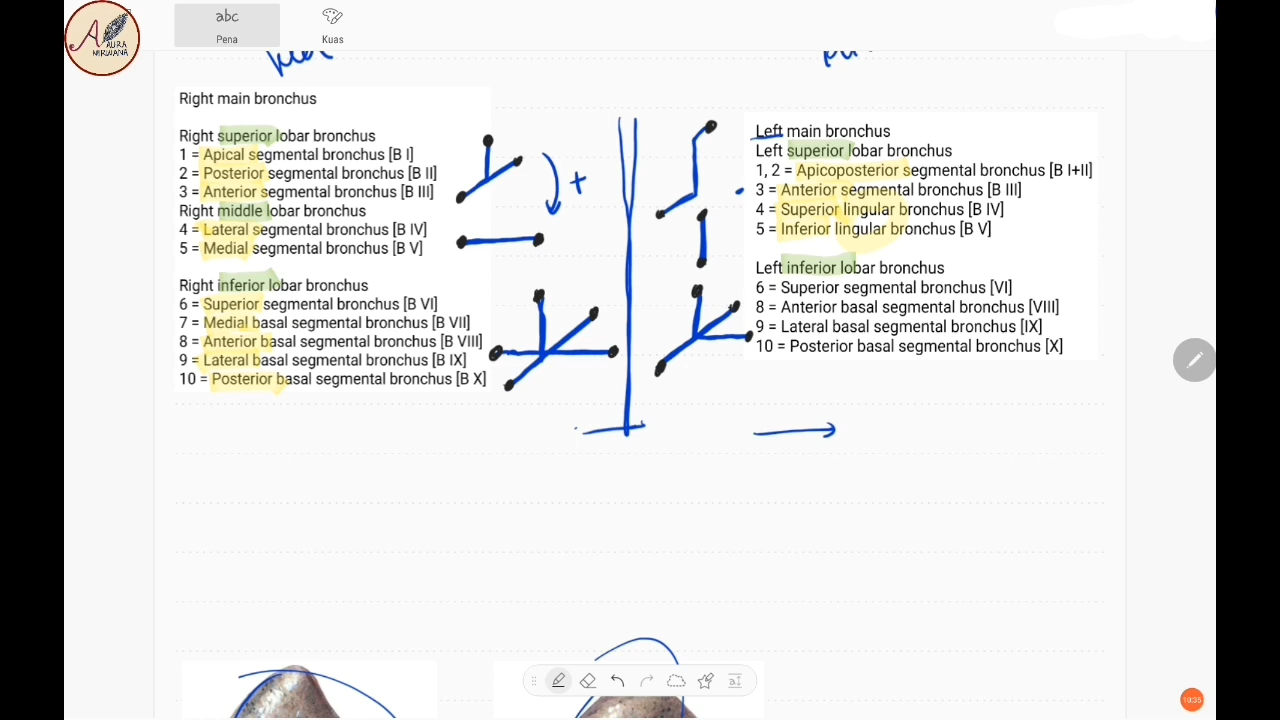 AURA
NIRWANA
abc
Pena
Kuas
Right main bronchus
Right superior lobar bronchus
1 = Apical segmental bronchus [B I]
2 = Posterior segmental bronchus [B II]
3 = Anterior segmental bronchus [B III]
Right middle lobar bronchus
4 = Lateral segmental bronchus [B IV]
5 = Medial segmental bronchus [B V]
Right inferior lobar bronchus
6 = Superior segmental bronchus [B VI]
7 = Medial basal segmental bronchus [B VII]
8 = Anterior basal segmental bronchus [B VIII]
9 = Lateral basal segmental bronchus [B IX]
10 = Posterior basal segmental bronchus [B X]
+
Left main bronchus
Left superior lobar bronchus
1, 2 = Apicoposterior segmental bronchus [B I+II]
3 = Anterior segmental bronchus [B III]
4 = Superior lingular bronchus [B IV]
5 = Inferior lingular bronchus [B V]
Left inferior lobar bronchus
6 = Superior segmental bronchus [VI]
8 = Anterior basal segmental bronchus [VIII]
9 = Lateral basal segmental bronchus [IX]
10 = Posterior basal segmental bronchus [X]
10:35